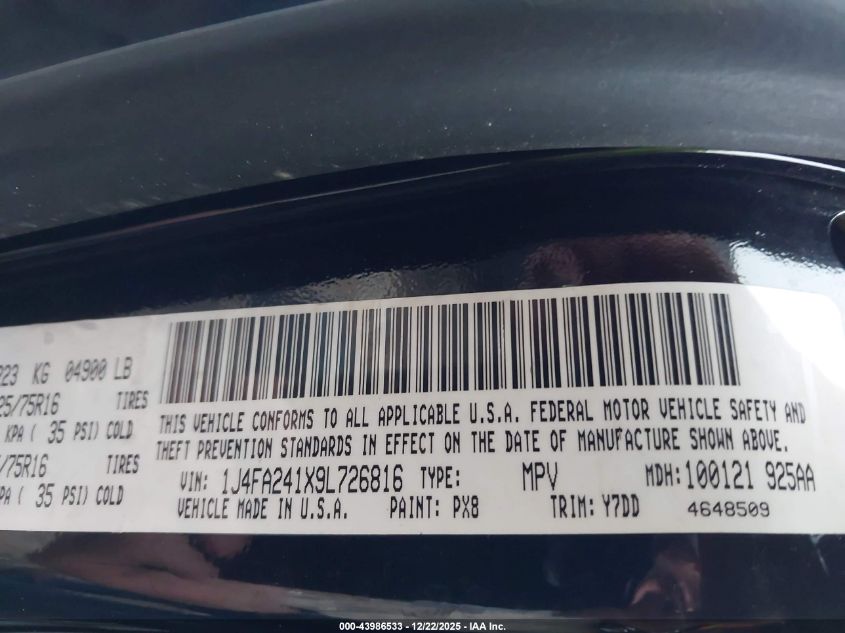 223 KG 04900 LB
25/75R16 TIRES
KPA ( 35 PSI) COLD
/75R16 TIRES
PA ( 35 PSI) COLD
THIS VEHICLE CONFORMS TO ALL APPLICABLE U.S.A. FEDERAL MOTOR VEHICLE SAFETY AND
THEFT PREVENTION STANDARDS IN EFFECT ON THE DATE OF MANUFACTURE SHOWN ABOVE.
VIN: 1J4FA241X9L726816 TYPE: MPV MDH: 100121 925AA
VEHICLE MADE IN U.S.A. PAINT: PX8 TRIM: Y7DD 4648509
000-43986533 - 12/22/2025 - IAA Inc.